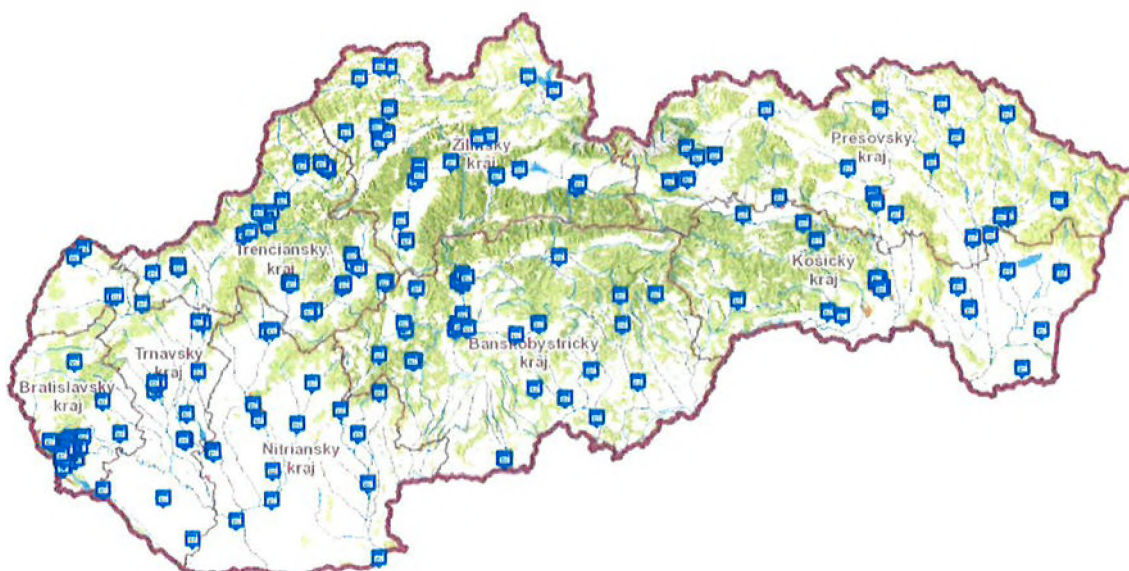 Žilinský
kraj
Prešovský
kraj
Trenčiansky
kraj
Košický
kraj
Trnavský
kraj
Banskobystrický
kraj
Bratislavský
kraj
Nitriansky
kraj